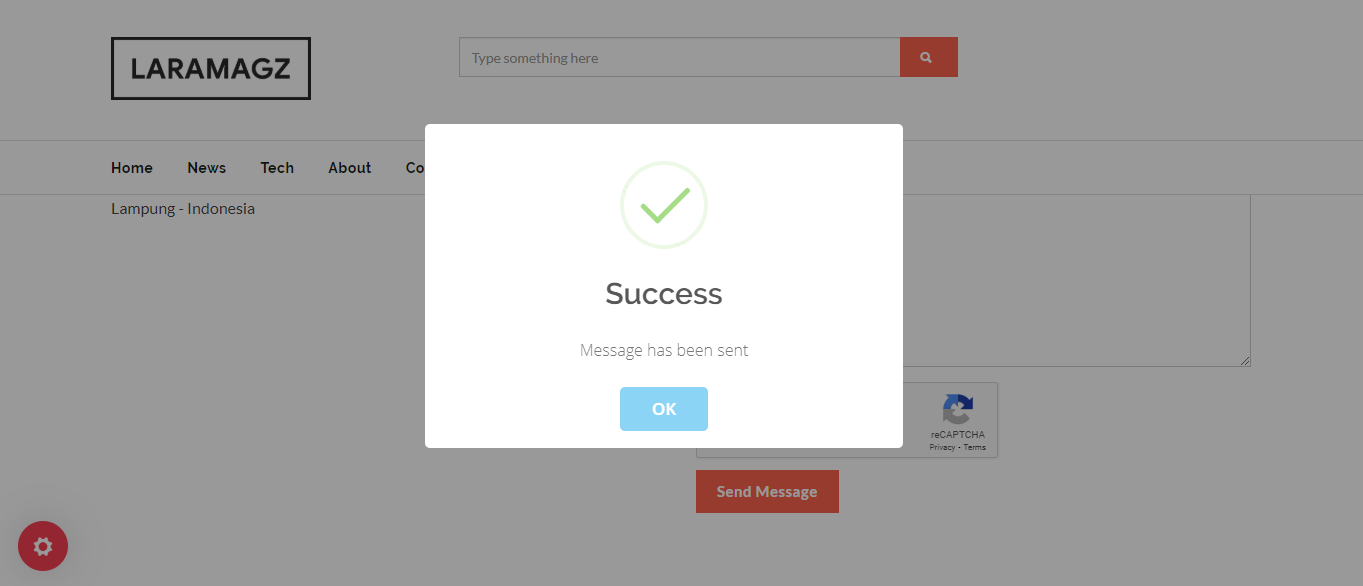 LARAMAGZ
Type something here
Home News Tech About Co
Lampung - Indonesia
Success
Message has been sent
OK
reCAPTCHA
Privacy - Terms
Send Message